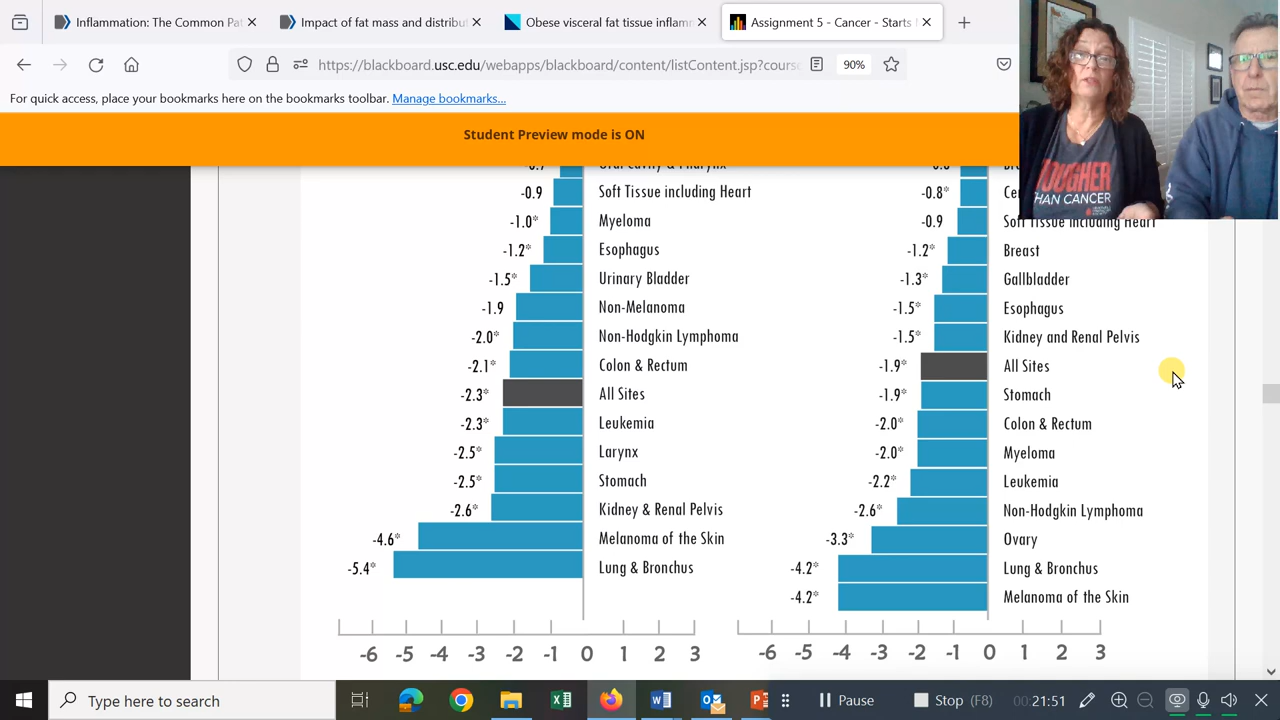 Inflammation: The Common Pa
Impact of fat mass and distribut
Obese visceral fat tissue inflamm
Assignment 5 - Cancer - Starts
https://blackboard.usc.edu/webapps/blackboard/content/listContent.jsp?course
90%
For quick access, place your bookmarks here on the bookmarks toolbar. Manage bookmarks...
Student Preview mode is ON
TOUGHER
THAN CANCER
Oral Cavity & Pharynx
-0.9 Soft Tissue including Heart
-1.0* Myeloma
-1.2* Esophagus
-1.5* Urinary Bladder
-1.9 Non-Melanoma
-2.0* Non-Hodgkin Lymphoma
-2.1* Colon & Rectum
-2.3* All Sites
-2.3* Leukemia
-2.5* Larynx
-2.5* Stomach
-2.6* Kidney & Renal Pelvis
-4.6* Melanoma of the Skin
-5.4* Lung & Bronchus
-6 -5 -4 -3 -2 -1 0 1 2 3
-0.8*
-0.9 Soft Tissue including Heart
-1.2* Breast
-1.3* Gallbladder
-1.5* Esophagus
-1.5* Kidney and Renal Pelvis
-1.9* All Sites
-1.9* Stomach
-2.0* Colon & Rectum
-2.0* Myeloma
-2.2* Leukemia
-2.6* Non-Hodgkin Lymphoma
-3.3* Ovary
-4.2* Lung & Bronchus
-4.2* Melanoma of the Skin
-6 -5 -4 -3 -2 -1 0 1 2 3
Type here to search
Pause
Stop (F8)
00:21:51